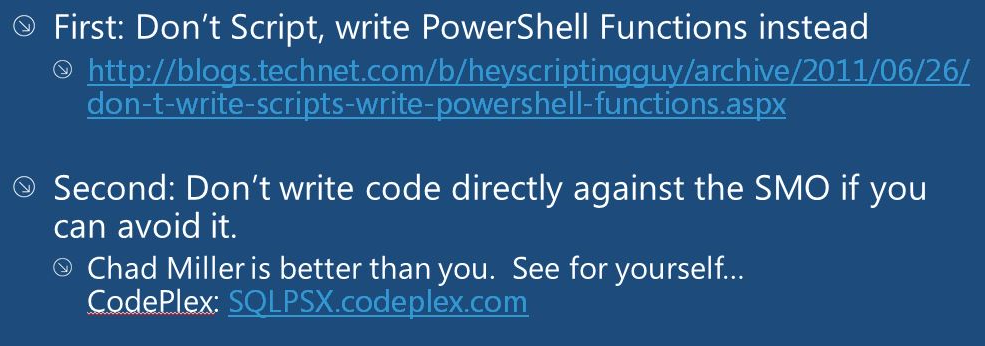 First: Don’t Script, write PowerShell Functions instead
http://blogs.technet.com/b/heyscriptingguy/archive/2011/06/26/
don-t-write-scripts-write-powershell-functions.aspx
Second: Don’t write code directly against the SMO if you
can avoid it.
Chad Miller is better than you.  See for yourself...
CodePlex: SQLPSX.codeplex.com